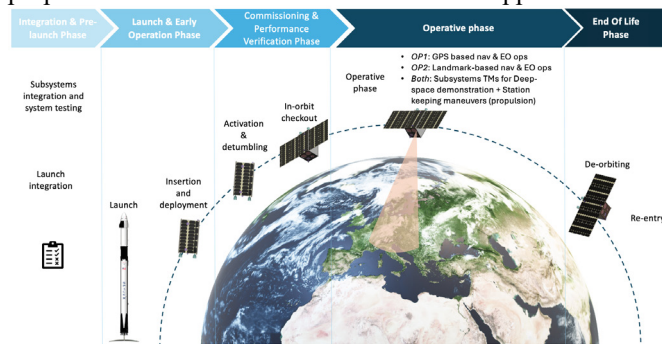 Integration & Pre-
launch Phase
Launch & Early
Operation Phase
Commissioning &
Performance
Verification Phase
Operative phase
End Of Life
Phase
Subsystems
integration and
system testing
Launch
integration
Launch
Insertion
and
deployment
Activation
&
detumbling
In-orbit
checkout
Operative
phase
• OP1: GPS based nav & EO ops
• OP2: Landmark-based nav & EO ops
• Both: Subsystems TMs for Deep-
space demonstration + Station
keeping maneuvers (propulsion)
De-orbiting
Re-entry